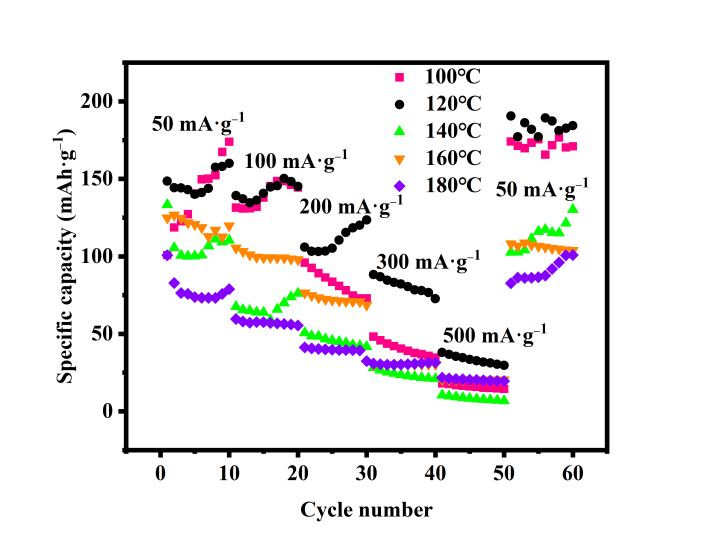 100℃
120℃
140℃
160℃
180℃
50 mA·g⁻¹
100 mA·g⁻¹
200 mA·g⁻¹
300 mA·g⁻¹
500 mA·g⁻¹
50 mA·g⁻¹
Specific capacity (mAh·g⁻¹)
200
150
100
50
0
0 10 20 30 40 50 60
Cycle number